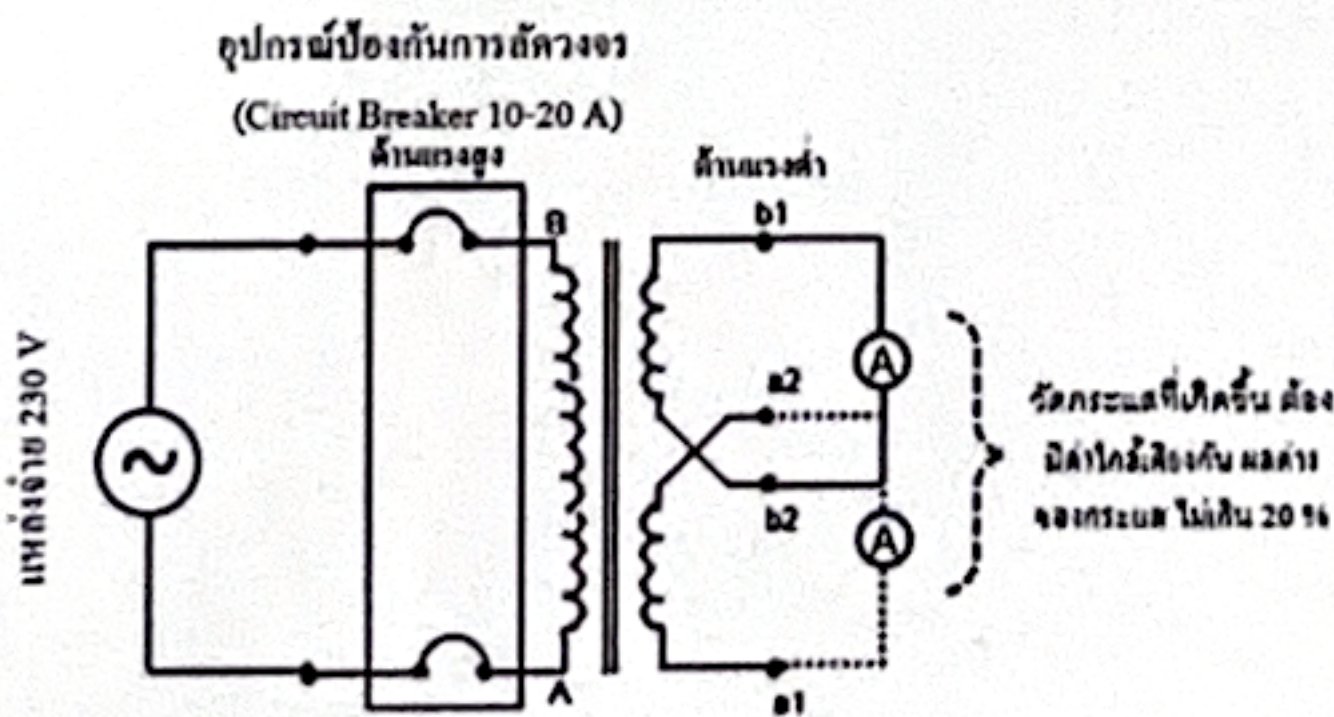 อุปกรณ์ป้องกันการลัดวงจร
(Circuit Breaker 10-20 A)
ด้านแรงสูง
ด้านแรงต่ำ
B
b1
A
a2
แหล่งจ่าย 230 V
วัดกระแสที่เกิดขึ้น ต้อง
มีค่าใกล้เคียงกัน ผลต่าง
ของกระแส ไม่เกิน 20 %
b2
A
A
a1